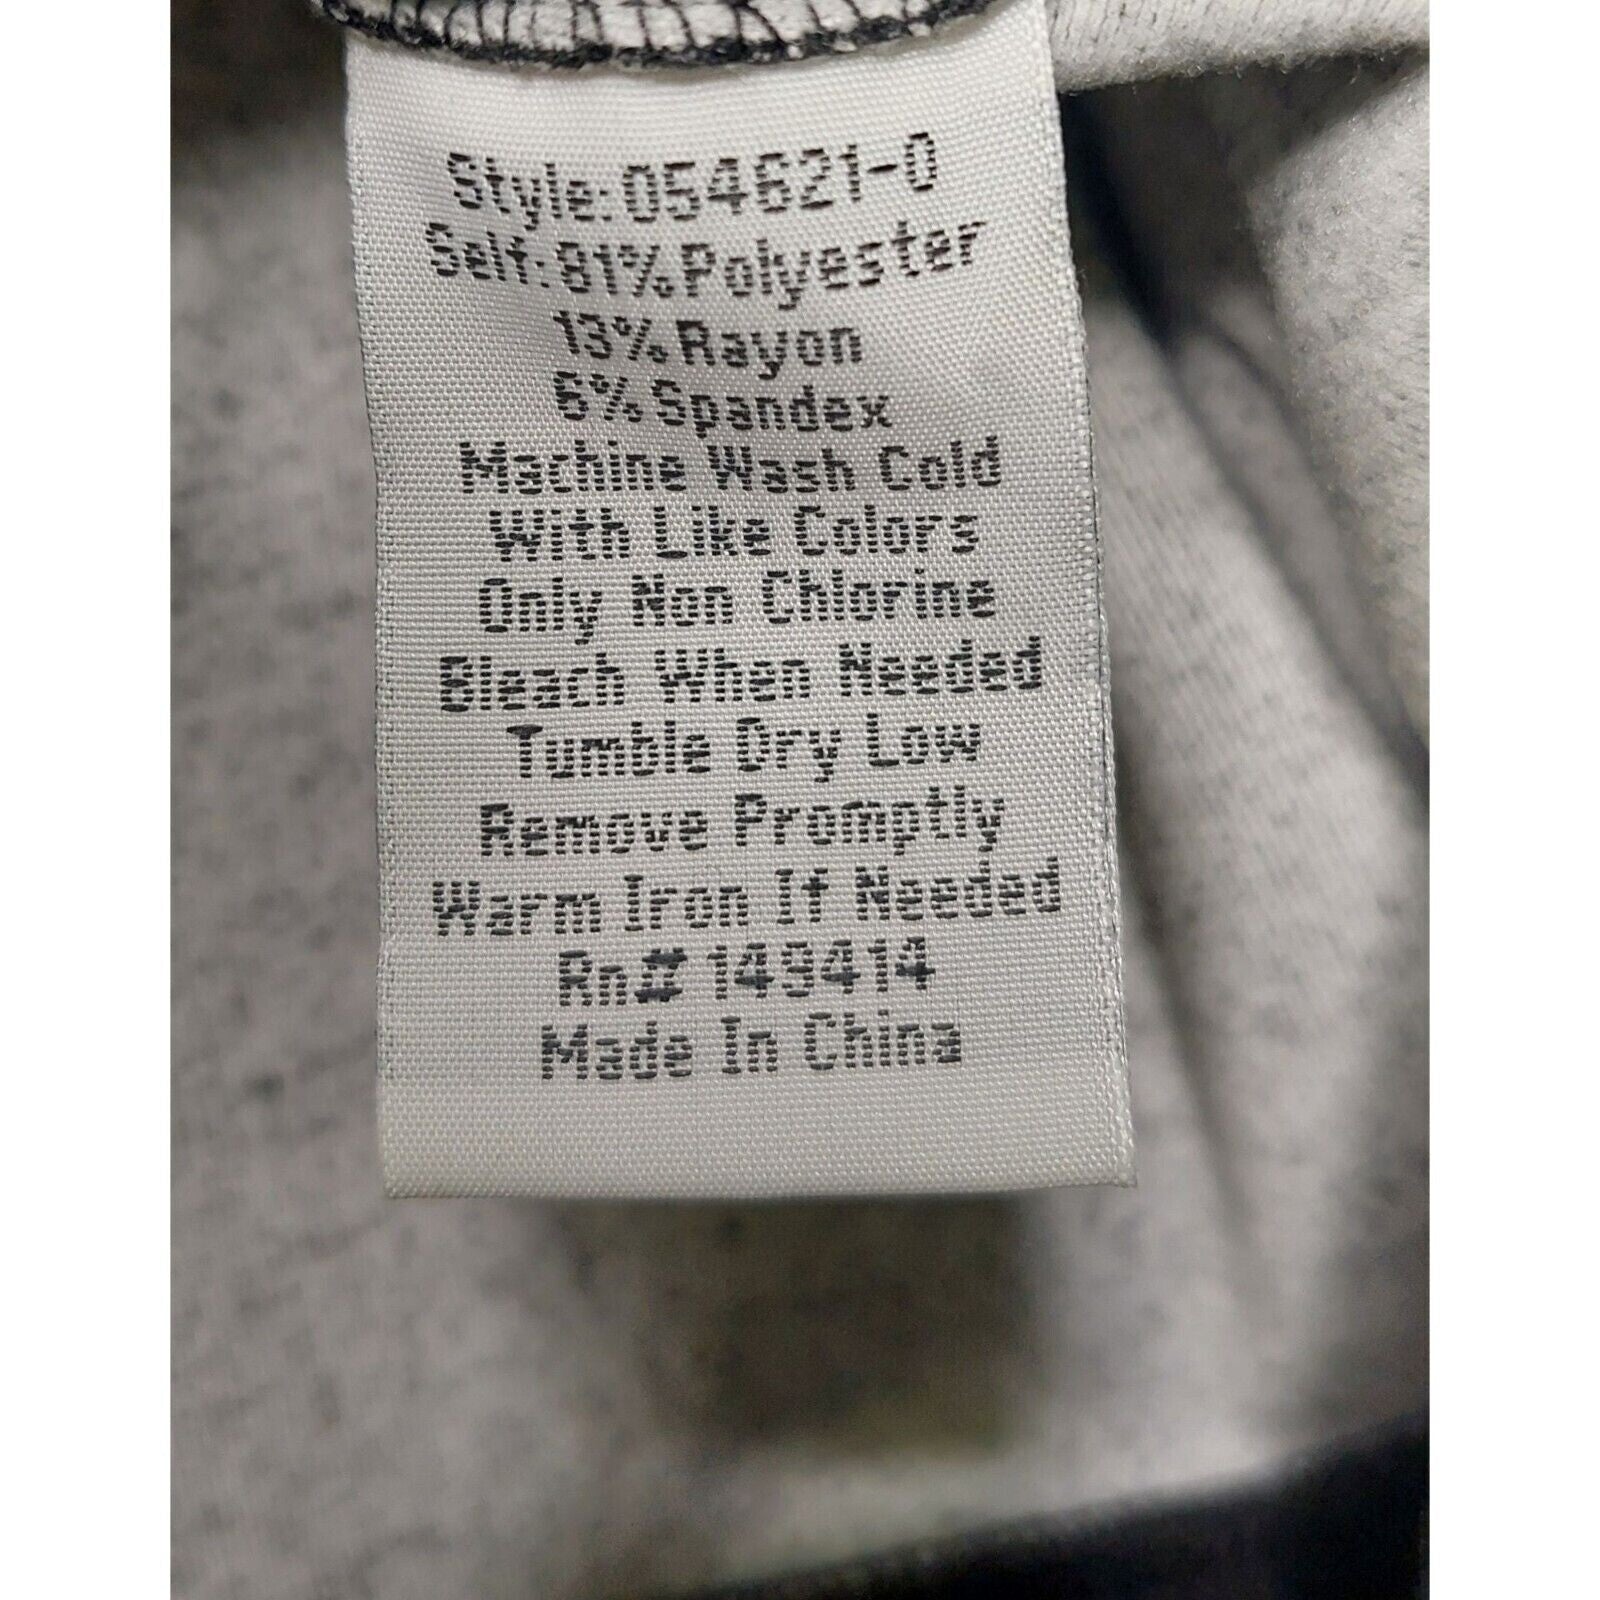 Style:054621-0
Self:81%Polyester
13%Rayon
6%Spandex
Machine Wash Cold
With Like Colors
Only Non Chlorine
Bleach When Needed
Tumble Dry Low
Remove Promptly
Warm Iron If Needed
Rn#149414
Made In China